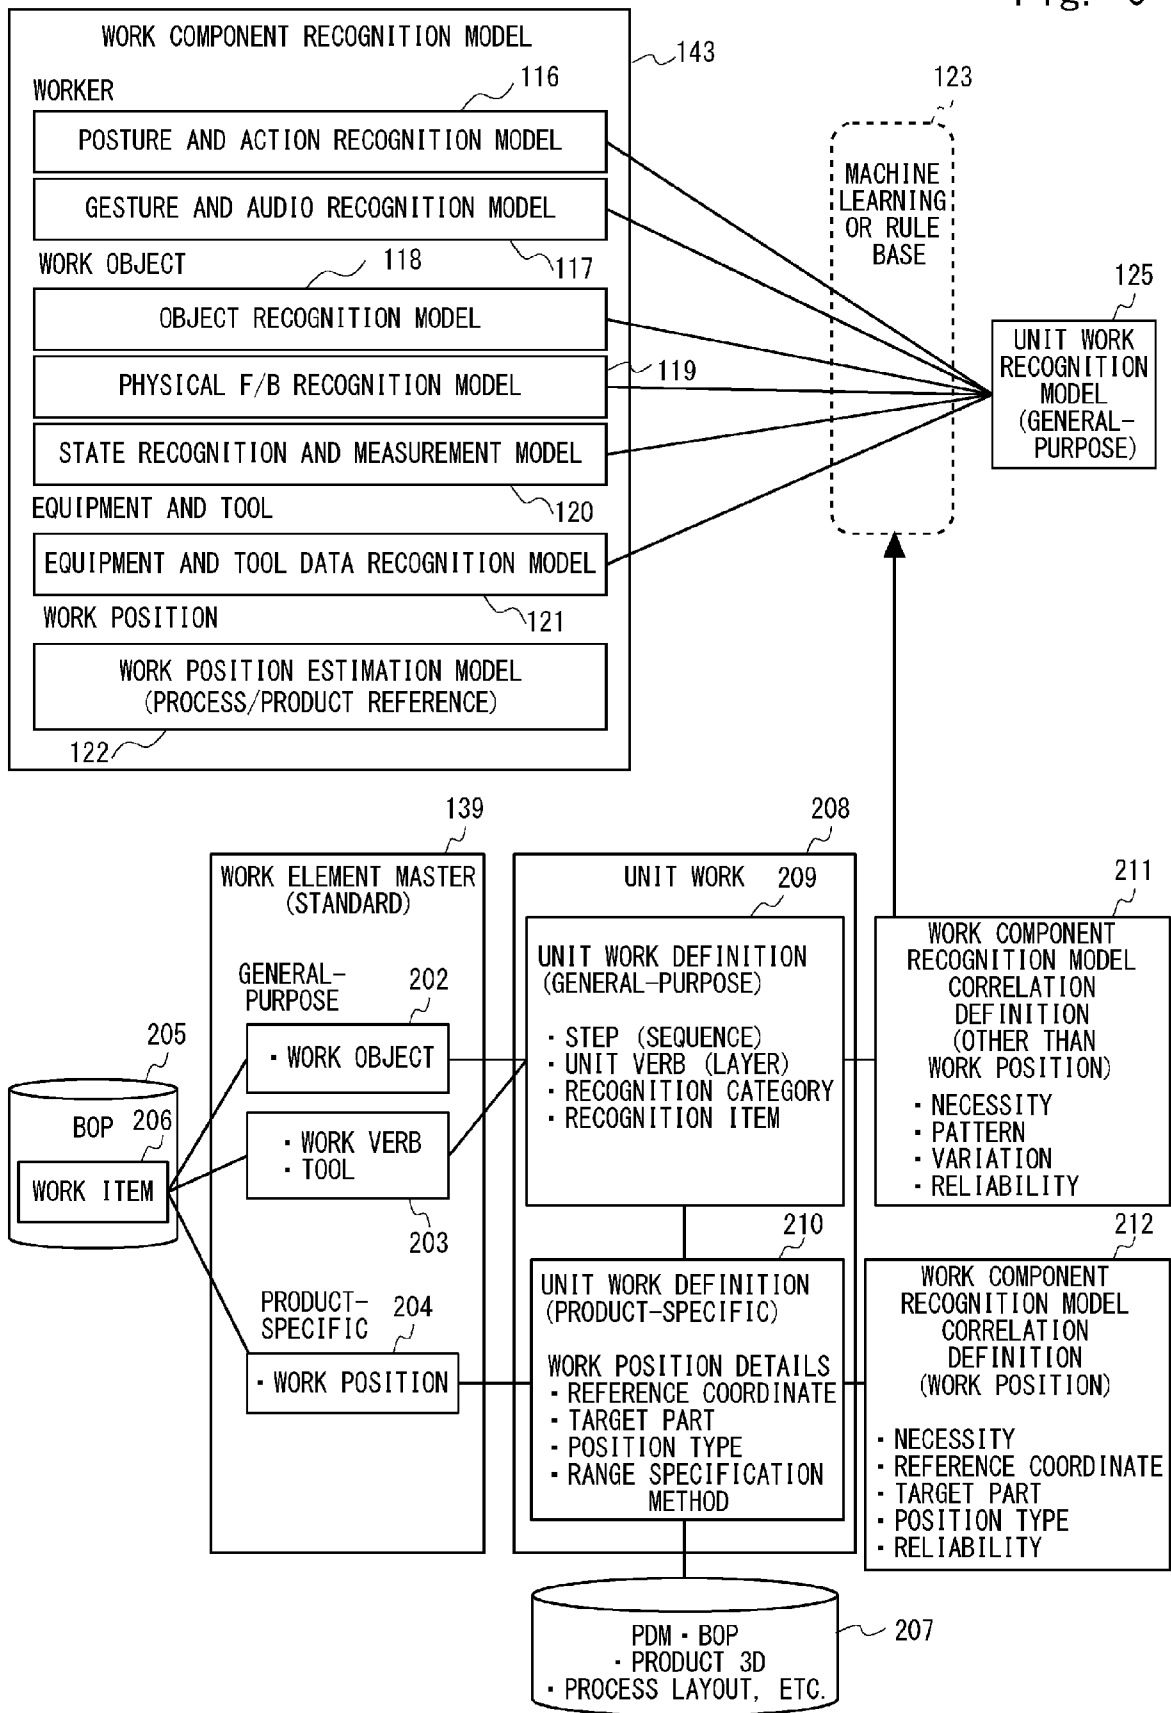 Fig.
WORK COMPONENT RECOGNITION MODEL
143
WORKER
116
POSTURE AND ACTION RECOGNITION MODEL
GESTURE AND AUDIO RECOGNITION MODEL
117
WORK OBJECT
118
OBJECT RECOGNITION MODEL
PHYSICAL F/B RECOGNITION MODEL
119
STATE RECOGNITION AND MEASUREMENT MODEL
120
EQUIPMENT AND TOOL
EQUIPMENT AND TOOL DATA RECOGNITION MODEL
121
WORK POSITION
WORK POSITION ESTIMATION MODEL
(PROCESS/PRODUCT REFERENCE)
122
123
MACHINE
LEARNING
OR RULE
BASE
125
UNIT WORK
RECOGNITION
MODEL
(GENERAL-
PURPOSE)
205
BOP
206
WORK ITEM
139
WORK ELEMENT MASTER
(STANDARD)
GENERAL-
PURPOSE
202
・WORK OBJECT
・WORK VERB
・TOOL
203
PRODUCT-
SPECIFIC
204
・WORK POSITION
208
UNIT WORK
209
UNIT WORK DEFINITION
(GENERAL-PURPOSE)
・STEP (SEQUENCE)
・UNIT VERB (LAYER)
・RECOGNITION CATEGORY
・RECOGNITION ITEM
210
UNIT WORK DEFINITION
(PRODUCT-SPECIFIC)
WORK POSITION DETAILS
・REFERENCE COORDINATE
・TARGET PART
・POSITION TYPE
・RANGE SPECIFICATION
METHOD
211
WORK COMPONENT
RECOGNITION MODEL
CORRELATION
DEFINITION
(OTHER THAN
WORK POSITION)
・NECESSITY
・PATTERN
・VARIATION
・RELIABILITY
212
WORK COMPONENT
RECOGNITION MODEL
CORRELATION
DEFINITION
(WORK POSITION)
・NECESSITY
・REFERENCE COORDINATE
・TARGET PART
・POSITION TYPE
・RELIABILITY
207
PDM・BOP
・PRODUCT 3D
・PROCESS LAYOUT, ETC.